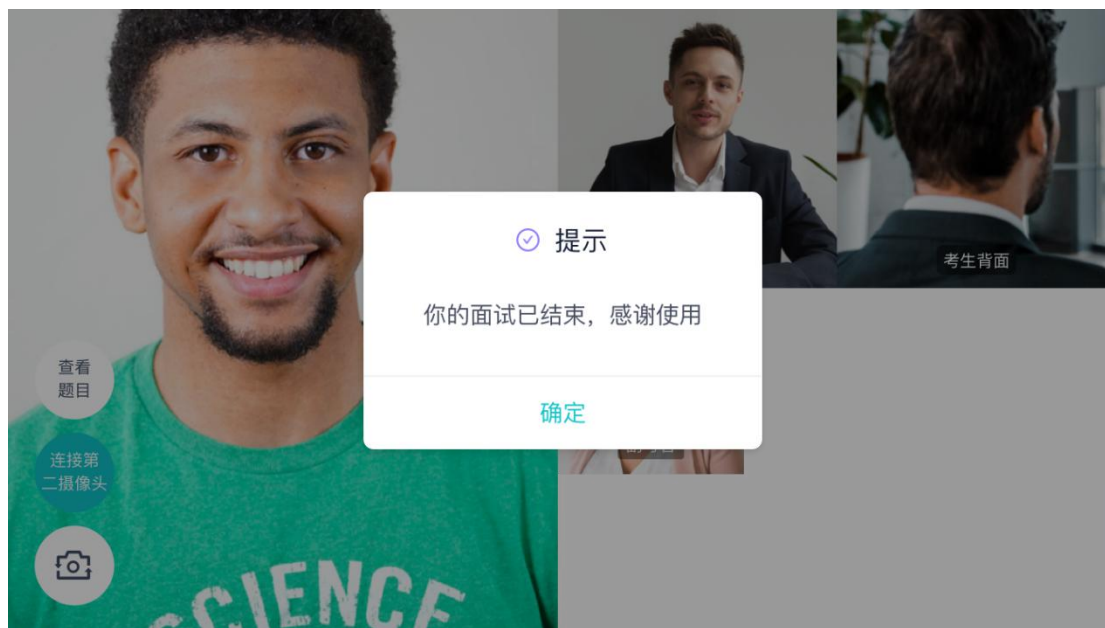 提示
你的面试已结束，感谢使用
确定
考生背面
查看
题目
连接第
二摄像头
SCIENCE